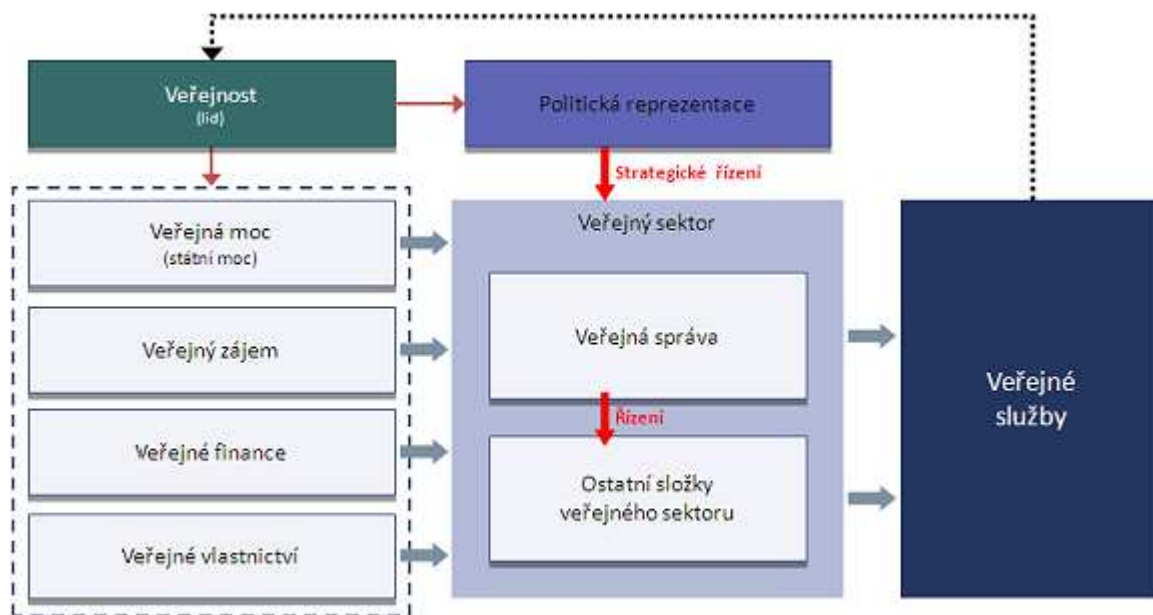 Veřejnost
(lid)
Politická reprezentace
Strategické řízení
Veřejná moc
(státní moc)
Veřejný zájem
Veřejné finance
Veřejné vlastnictví
Veřejný sektor
Veřejná správa
Řízení
Ostatní složky
veřejného sektoru
Veřejné
služby